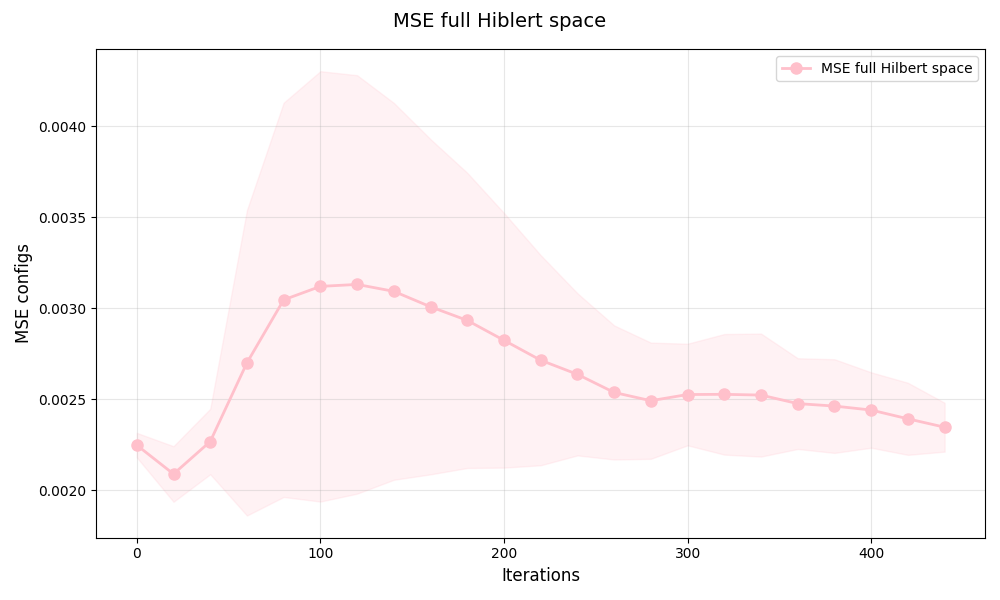 MSE full Hiblert space
MSE full Hilbert space
MSE configs
0.0040
0.0035
0.0030
0.0025
0.0020
0
100
200
300
400
Iterations